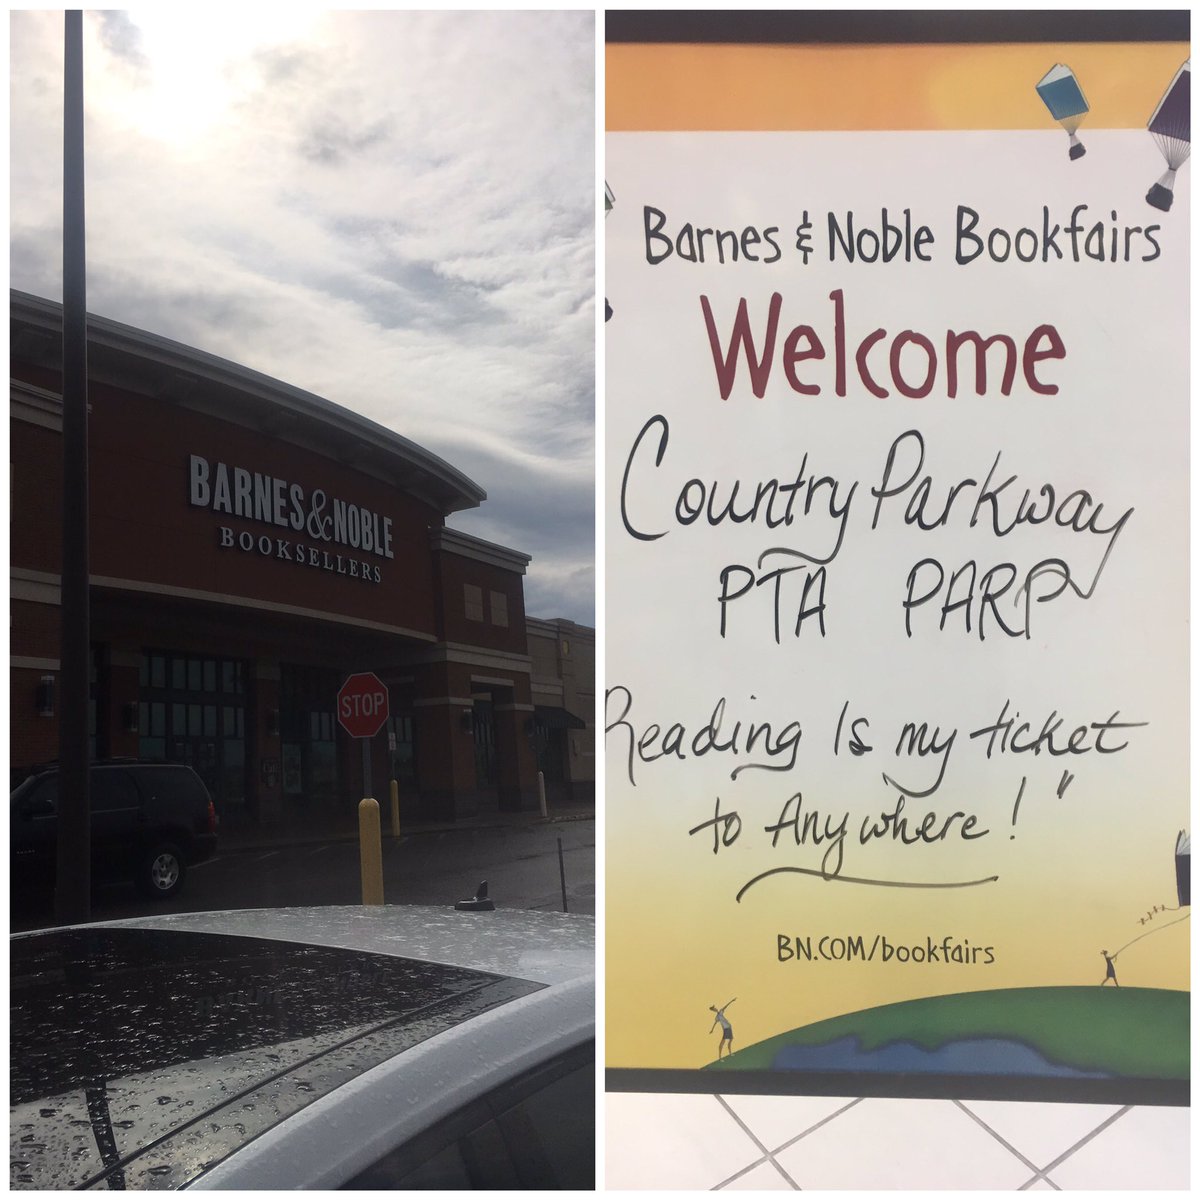 BARNES & NOBLE
BOOKSELLERS
STOP
Barnes & Noble Bookfairs
Welcome
Country Parkway
PTA PARP
Reading Is my ticket
to Anywhere!"
BN.COM/bookfairs